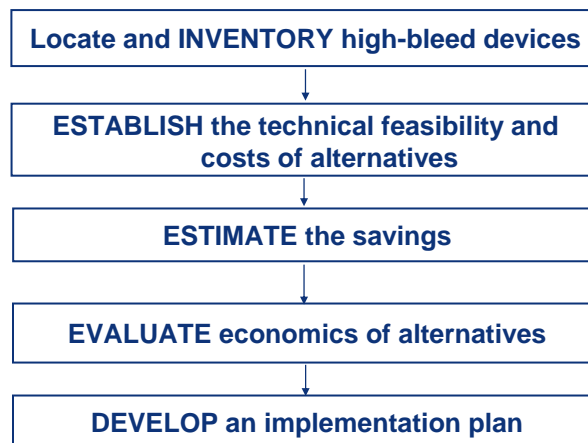 Locate and INVENTORY high-bleed devices
ESTABLISH the technical feasibility and
costs of alternatives
ESTIMATE the savings
EVALUATE economics of alternatives
DEVELOP an implementation plan